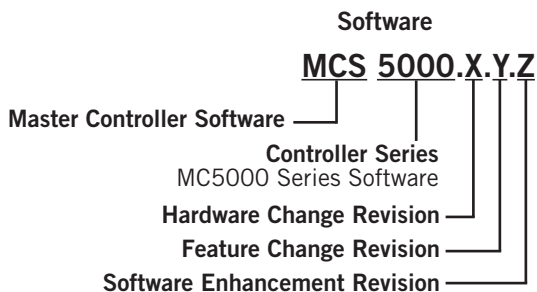 Software
MCS 5000.X.Y.Z
Master Controller Software
Controller Series
MC5000 Series Software
Hardware Change Revision
Feature Change Revision
Software Enhancement Revision